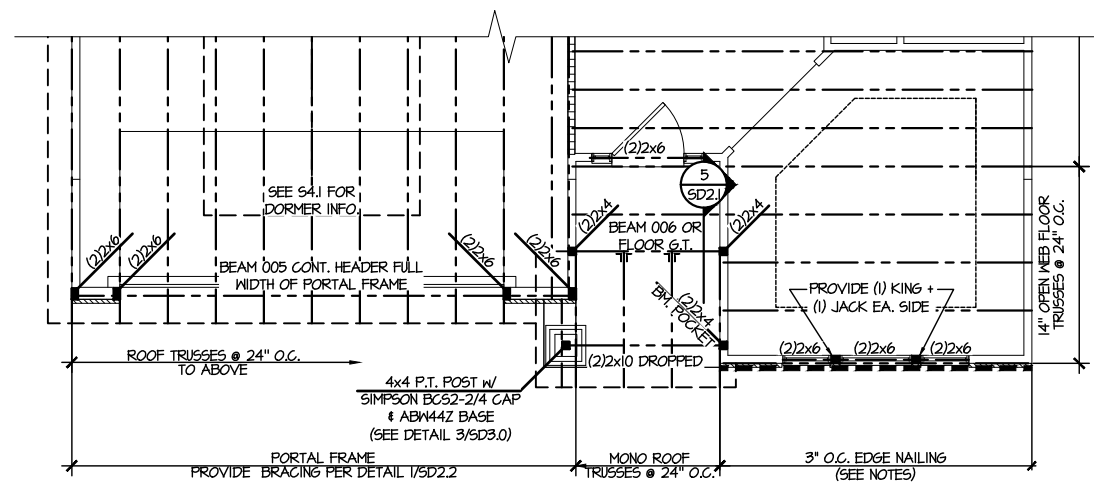 (2)2x6
5
SD2.1
SEE S4.1 FOR
DORMER INFO.
(2)2x4
(2)2x4
BEAM 006 OR
FLOOR G.T.
(2)2x6
(2)2x6
(2)2x6
(2)2x6
BEAM 005 CONT. HEADER FULL
WIDTH OF PORTAL FRAME
14" OPEN WEB FLOOR
TRUSSES @ 24" O.C.
(2)2x4
BM. POCKET
PROVIDE (1) KING +
(1) JACK EA. SIDE
(2)2x6
(2)2x6
(2)2x6
ROOF TRUSSES @ 24" O.C.
TO ABOVE
(2)2x10 DROPPED
4x4 P.T. POST w/
SIMPSON BCS2-2/4 CAP
& ABW44Z BASE
(SEE DETAIL 3/SD3.0)
PORTAL FRAME
PROVIDE BRACING PER DETAIL 1/SD2.2
MONO ROOF
TRUSSES @ 24" O.C.
3" O.C. EDGE NAILING
(SEE NOTES)